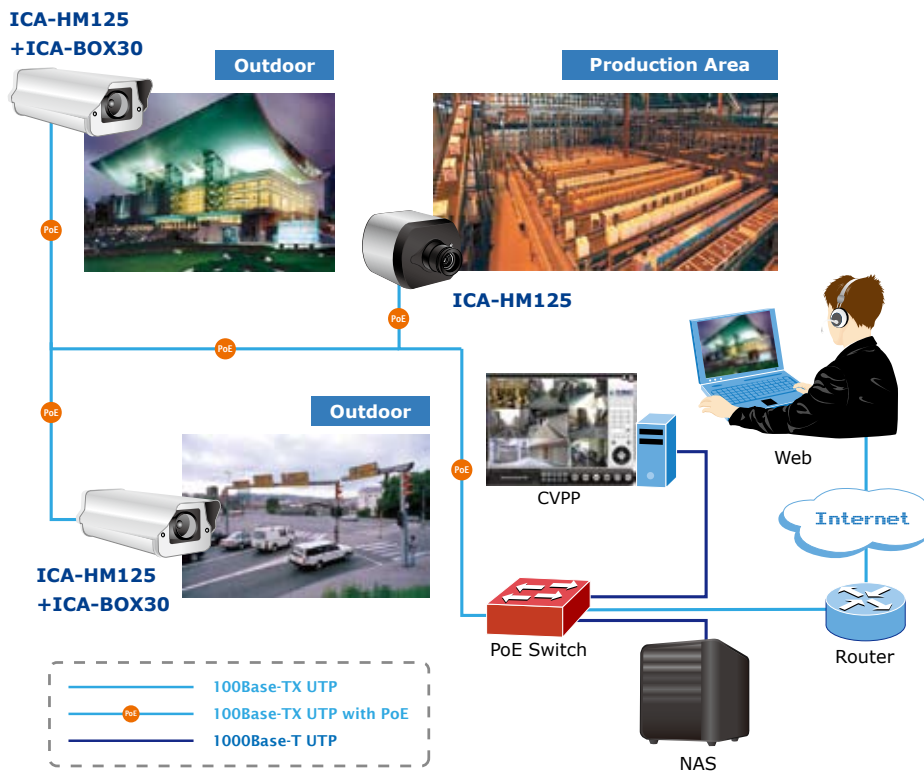 ICA-HM125
+ICA-BOX30
Outdoor
Production Area
PoE
ICA-HM125
PoE
PoE
PoE
Outdoor
PoE
CVPP
Web
Internet
ICA-HM125
+ICA-BOX30
PoE Switch
Router
100Base-TX UTP
PoE
100Base-TX UTP with PoE
1000Base-T UTP
NAS